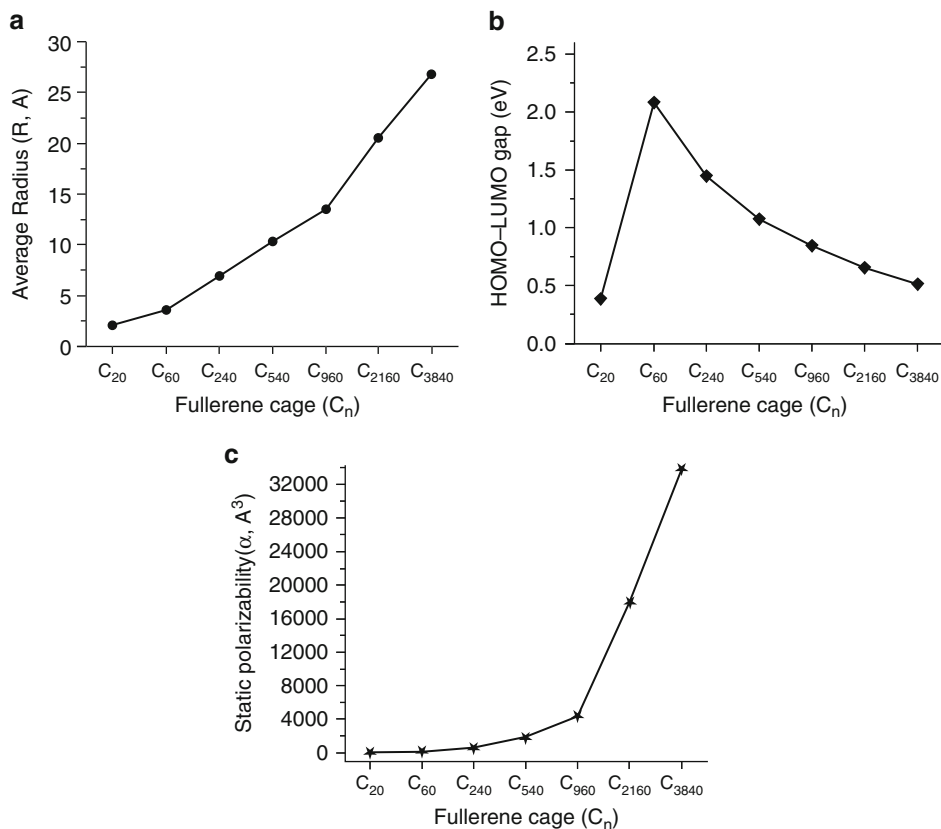 a
30
25
20
15
10
5
0
Average Radius (R, A)
C₂₀ C₆₀ C₂₄₀ C₅₄₀ C₉₆₀ C₂₁₆₀ C₃₈₄₀
Fullerene cage (Cₙ)
b
2.5
2.0
1.5
1.0
0.5
0.0
HOMO–LUMO gap (eV)
C₂₀ C₆₀ C₂₄₀ C₅₄₀ C₉₆₀ C₂₁₆₀ C₃₈₄₀
Fullerene cage (Cₙ)
c
32000
28000
24000
20000
16000
12000
8000
4000
0
Static polarizability(α, A³)
C₂₀ C₆₀ C₂₄₀ C₅₄₀ C₉₆₀ C₂₁₆₀ C₃₈₄₀
Fullerene cage (Cₙ)